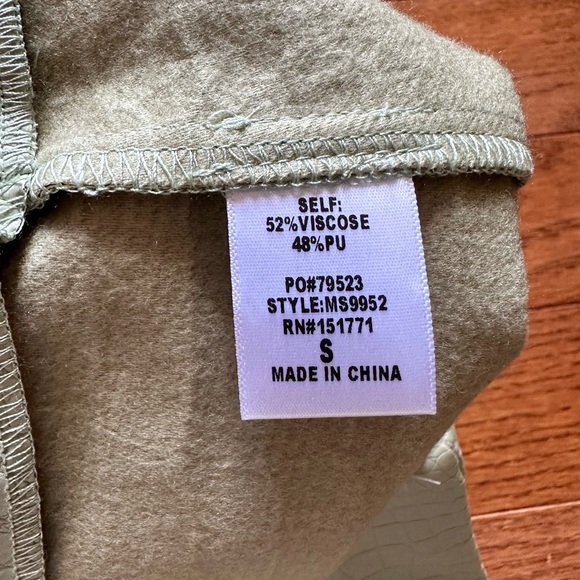 SELF:
52%VISCOSE
48%PU
PO#79523
STYLE:MS9952
RN#151771
S
MADE IN CHINA